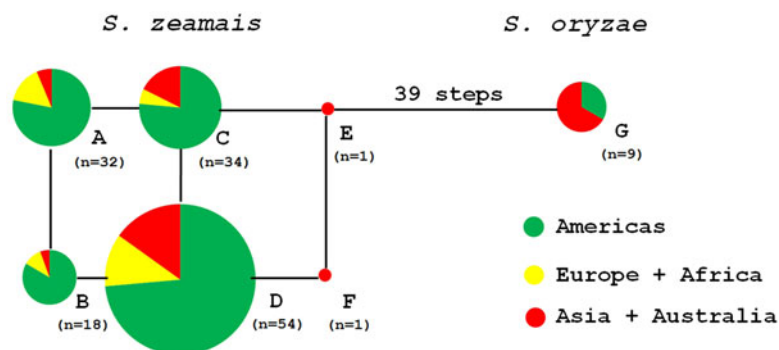 S. zeamais
S. oryzae
39 steps
A
(n=32)
C
(n=34)
E
(n=1)
G
(n=9)
B
(n=18)
D
(n=54)
F
(n=1)
Americas
Europe + Africa
Asia + Australia